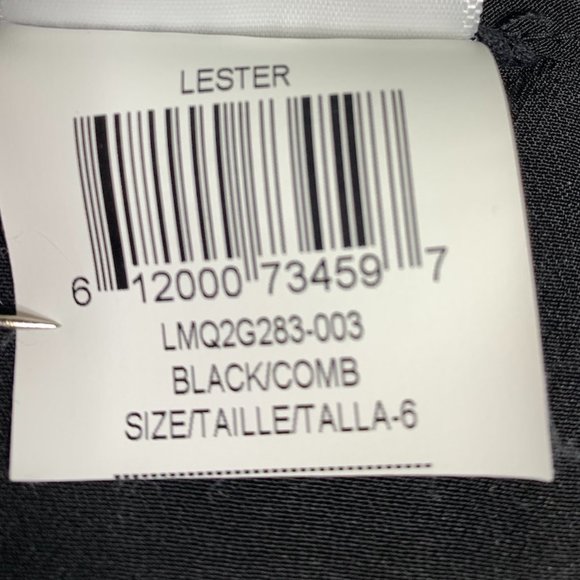 LESTER
6 12000 73459 7
LMQ2G283-003
BLACK/COMB
SIZE/TAILLE/TALLA-6